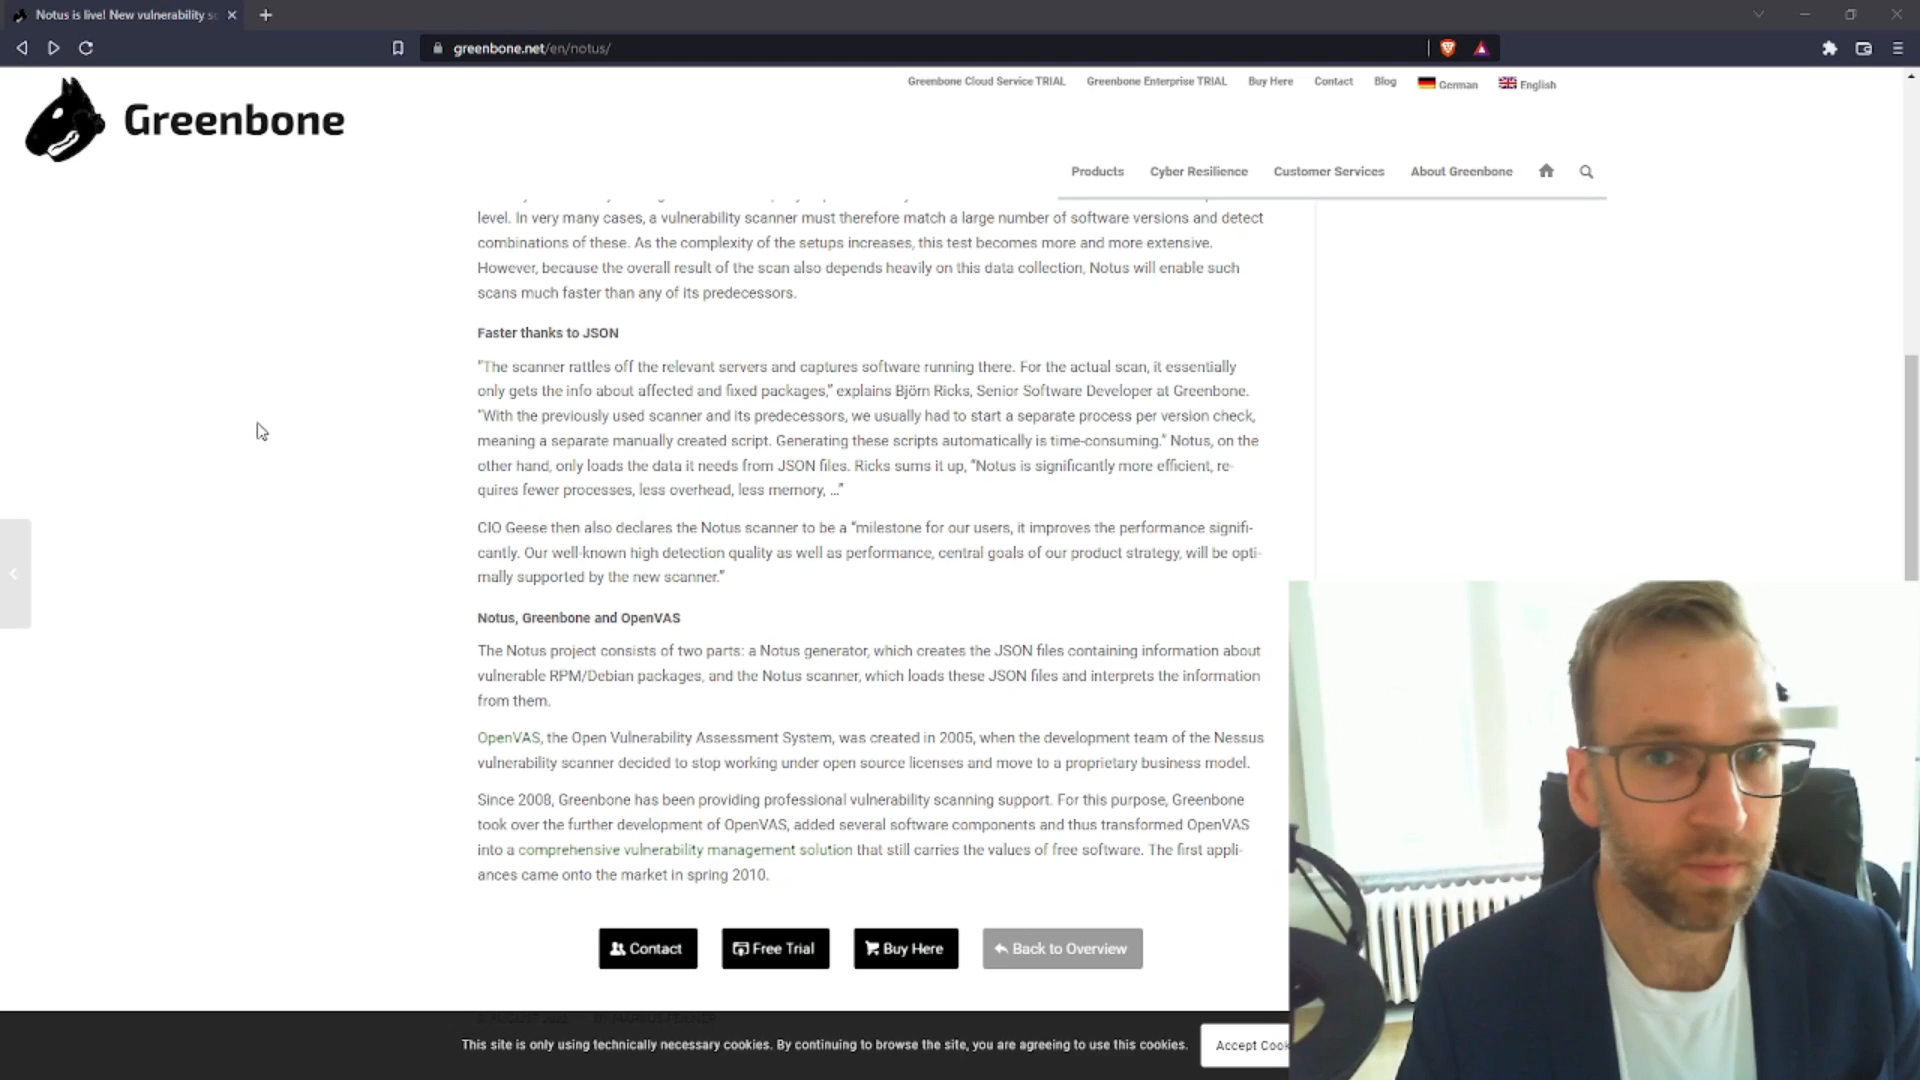 Notus is live! New vulnerability sc
greenbone.net/en/notus/
Greenbone Cloud Service TRIAL Greenbone Enterprise TRIAL Buy Here Contact Blog German English
Greenbone
Products Cyber Resilience Customer Services About Greenbone
level. In very many cases, a vulnerability scanner must therefore match a large number of software versions and detect
combinations of these. As the complexity of the setups increases, this test becomes more and more extensive.
However, because the overall result of the scan also depends heavily on this data collection, Notus will enable such
scans much faster than any of its predecessors.
Faster thanks to JSON
"The scanner rattles off the relevant servers and captures software running there. For the actual scan, it essentially
only gets the info about affected and fixed packages,” explains Björn Ricks, Senior Software Developer at Greenbone.
“With the previously used scanner and its predecessors, we usually had to start a separate process per version check,
meaning a separate manually created script. Generating these scripts automatically is time-consuming.” Notus, on the
other hand, only loads the data it needs from JSON files. Ricks sums it up, “Notus is significantly more efficient, re-
quires fewer processes, less overhead, less memory, …”
CIO Geese then also declares the Notus scanner to be a “milestone for our users, it improves the performance signifi-
cantly. Our well-known high detection quality as well as performance, central goals of our product strategy, will be opti-
mally supported by the new scanner.”
Notus, Greenbone and OpenVAS
The Notus project consists of two parts: a Notus generator, which creates the JSON files containing information about
vulnerable RPM/Debian packages, and the Notus scanner, which loads these JSON files and interprets the information
from them.
OpenVAS, the Open Vulnerability Assessment System, was created in 2005, when the development team of the Nessus
vulnerability scanner decided to stop working under open source licenses and move to a proprietary business model.
Since 2008, Greenbone has been providing professional vulnerability scanning support. For this purpose, Greenbone
took over the further development of OpenVAS, added several software components and thus transformed OpenVAS
into a comprehensive vulnerability management solution that still carries the values of free software. The first appli-
ances came onto the market in spring 2010.
Contact Free Trial Buy Here Back to Overview
This site is only using technically necessary cookies. By continuing to browse the site, you are agreeing to use this cookies. Accept Cook